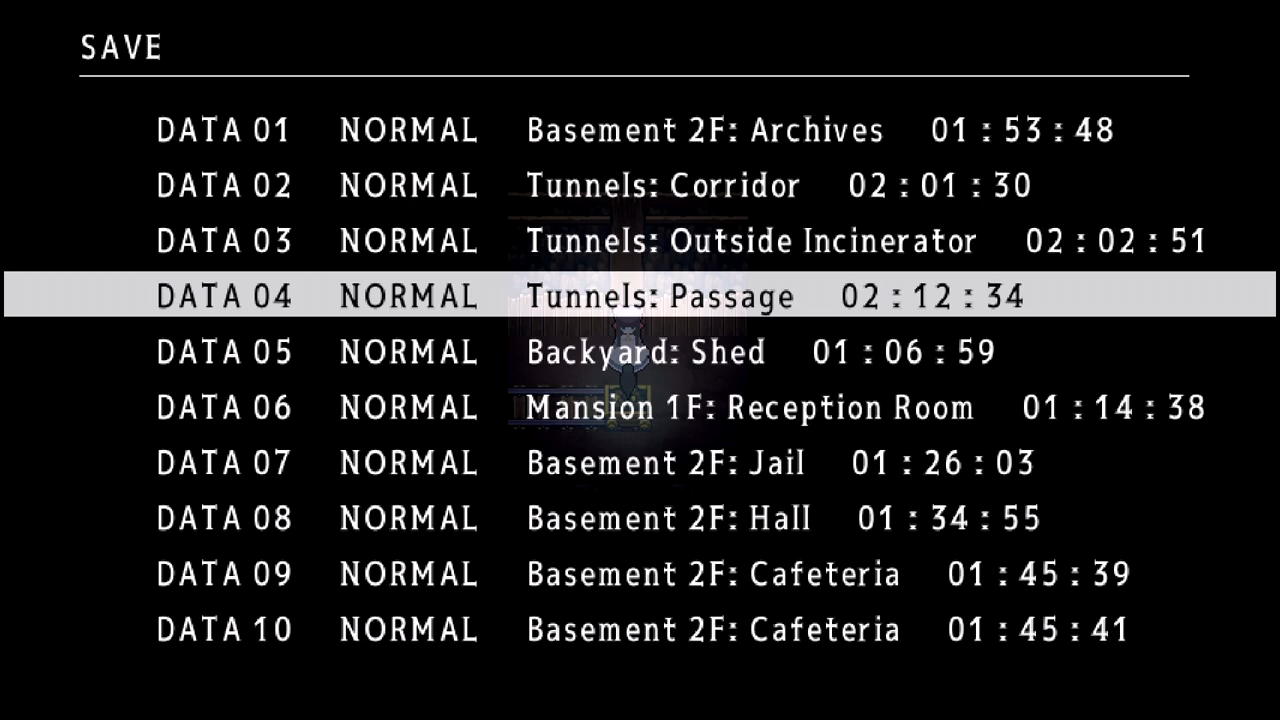 SAVE
DATA 01 NORMAL Basement 2F: Archives 01 : 53 : 48
DATA 02 NORMAL Tunnels: Corridor 02 : 01 : 30
DATA 03 NORMAL Tunnels: Outside Incinerator 02 : 02 : 51
DATA 04 NORMAL Tunnels: Passage 02 : 12 : 34
DATA 05 NORMAL Backyard: Shed 01 : 06 : 59
DATA 06 NORMAL Mansion 1F: Reception Room 01 : 14 : 38
DATA 07 NORMAL Basement 2F: Jail 01 : 26 : 03
DATA 08 NORMAL Basement 2F: Hall 01 : 34 : 55
DATA 09 NORMAL Basement 2F: Cafeteria 01 : 45 : 39
DATA 10 NORMAL Basement 2F: Cafeteria 01 : 45 : 41